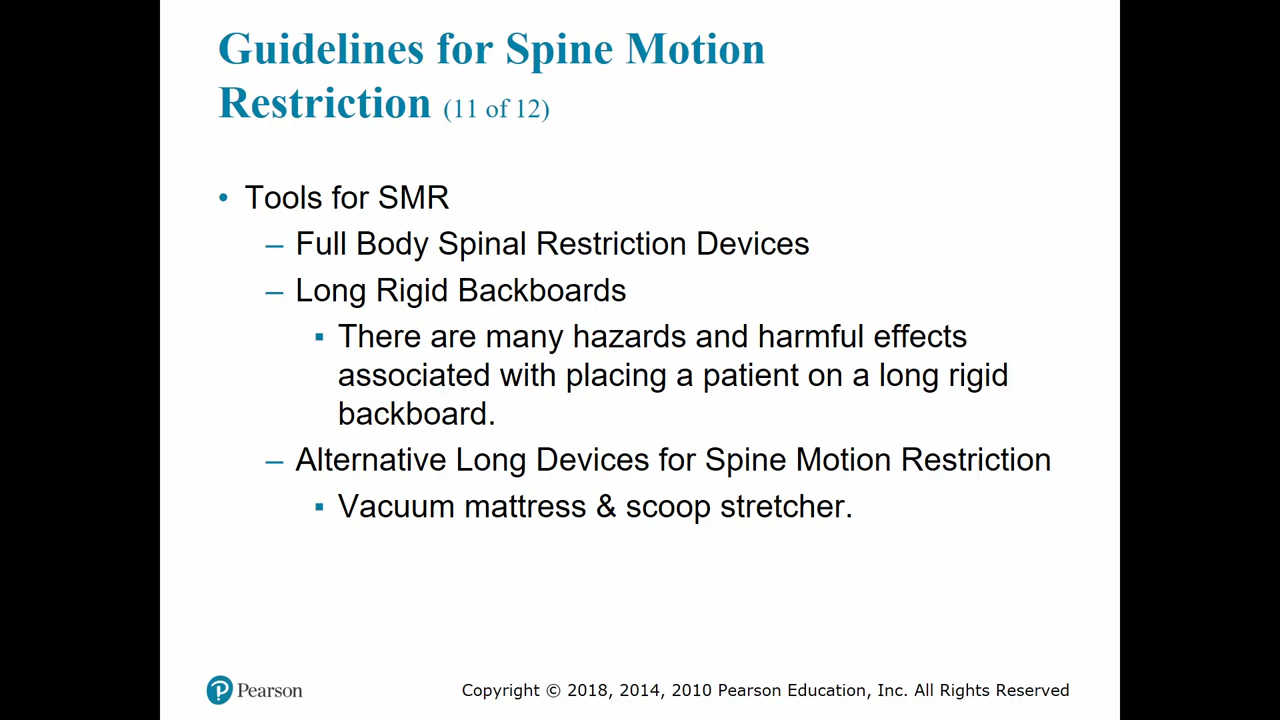 Guidelines for Spine Motion
Restriction (11 of 12)
• Tools for SMR
– Full Body Spinal Restriction Devices
– Long Rigid Backboards
▪ There are many hazards and harmful effects
associated with placing a patient on a long rigid
backboard.
– Alternative Long Devices for Spine Motion Restriction
▪ Vacuum mattress & scoop stretcher.
P Pearson
Copyright © 2018, 2014, 2010 Pearson Education, Inc. All Rights Reserved